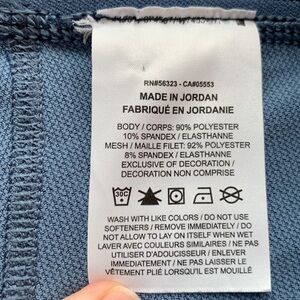 RN#56323 - CA#05553
MADE IN JORDAN
FABRIQUÉ EN JORDANIE
BODY / CORPS: 90% POLYESTER
10% SPANDEX / ELASTHANNE
MESH / MAILLE FILET: 92% POLYESTER
8% SPANDEX / ELASTHANNE
EXCLUSIVE OF DECORATION /
DECORATION NON COMPRISE
30C
WASH WITH LIKE COLORS / DO NOT USE
SOFTENERS / REMOVE IMMEDIATELY / DO
NOT ALLOW TO LAY ON ITSELF WHEN WET
LAVER AVEC COULEURS SIMILAIRES / NE PAS
UTILISER D'ADOUCISSEUR / ENLEVER
IMMEDIATEMENT / NE PAS LAISSER LE
VÊTEMENT PLIÉ LORSQU'IL EST MOUILLÉ